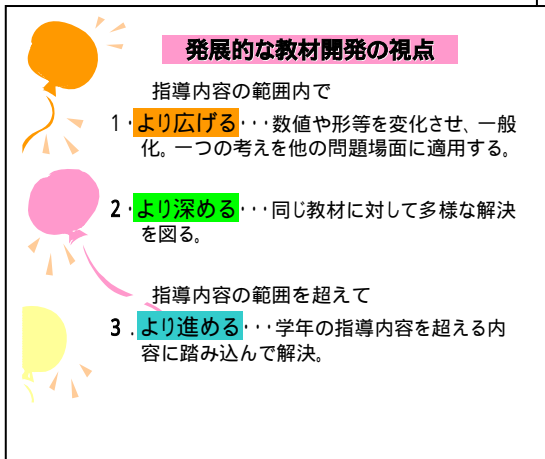 発展的な教材開発の視点
指導内容の範囲内で
1・より広げる・・・数値や形等を変化させ、一般
化。一つの考えを他の問題場面に適用する。
2・より深める・・・同じ教材に対して多様な解決
を図る。
指導内容の範囲を超えて
3．より進める・・・学年の指導内容を超える内
容に踏み込んで解決。